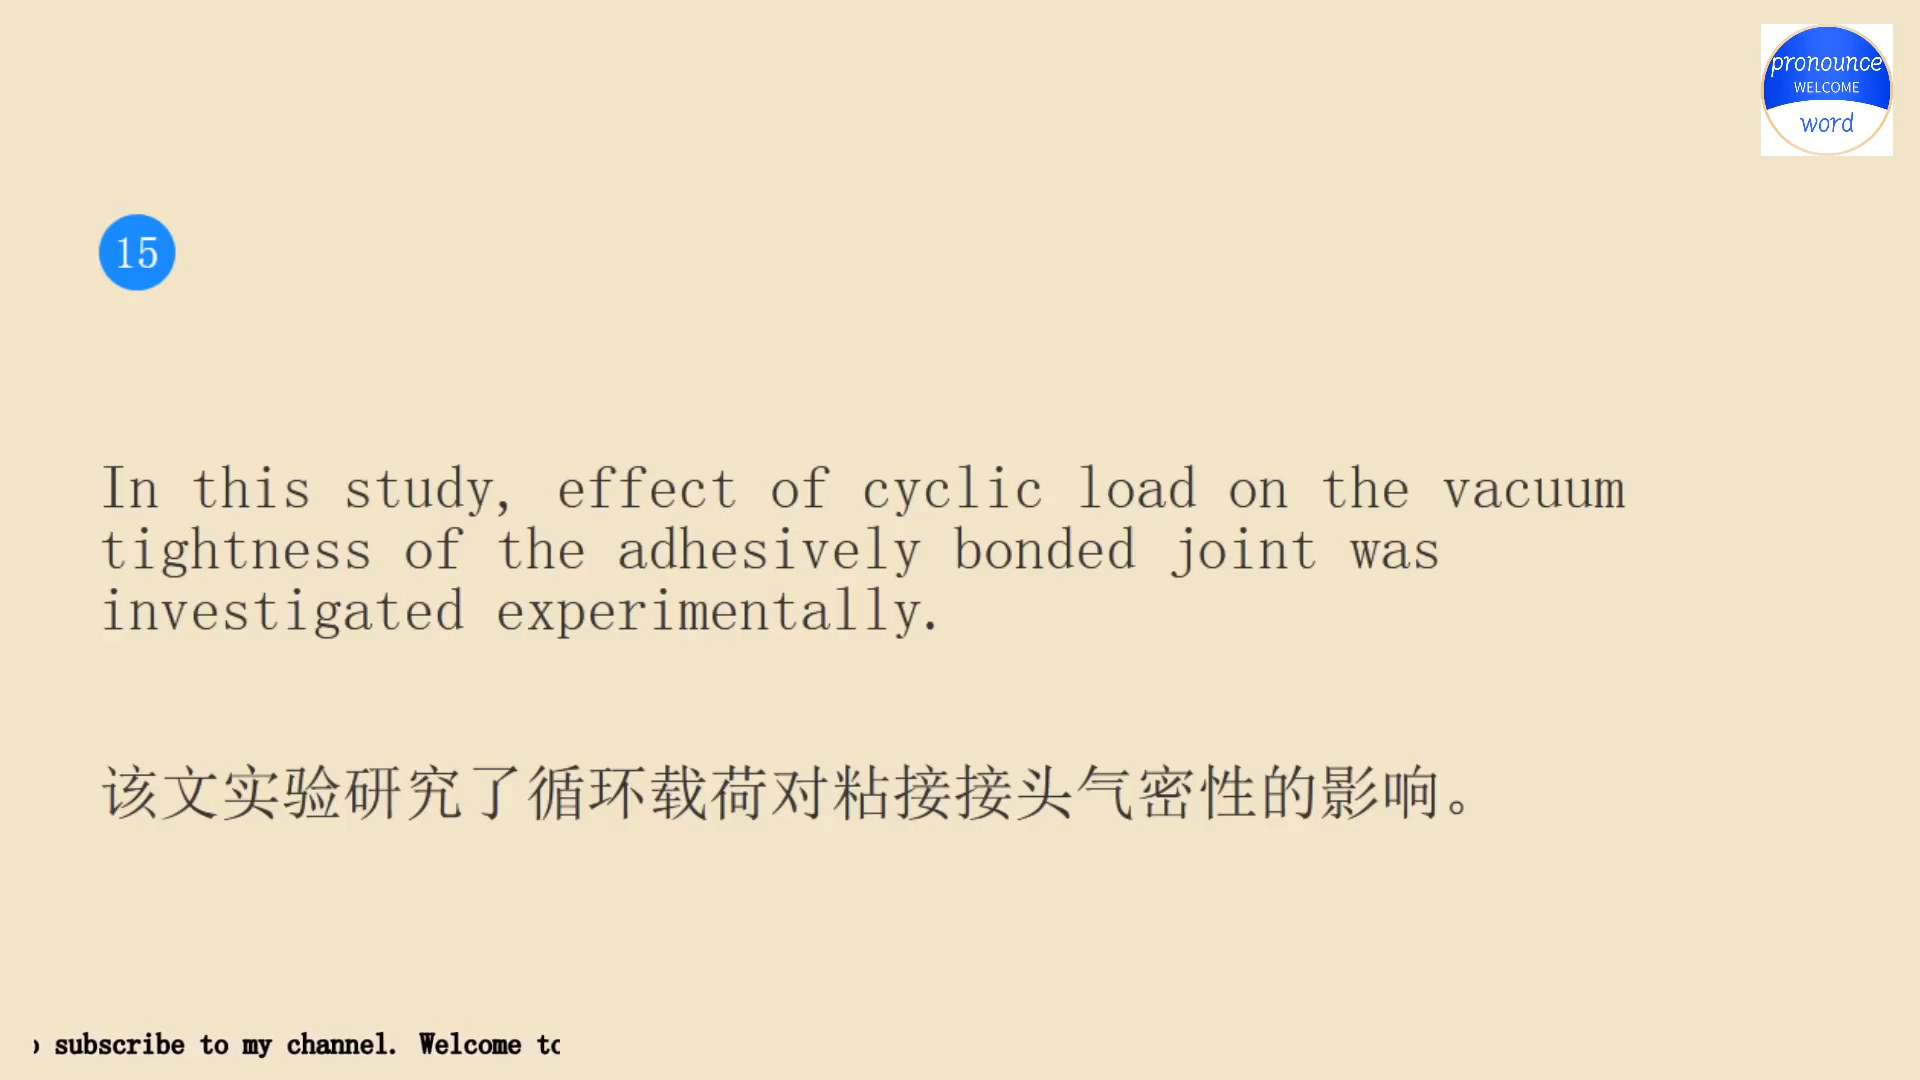 pronounce
WELCOME
word
15
In this study, effect of cyclic load on the vacuum
tightness of the adhesively bonded joint was
investigated experimentally.
该文实验研究了循环载荷对粘接接头气密性的影响。
subscribe to my channel. Welcome to